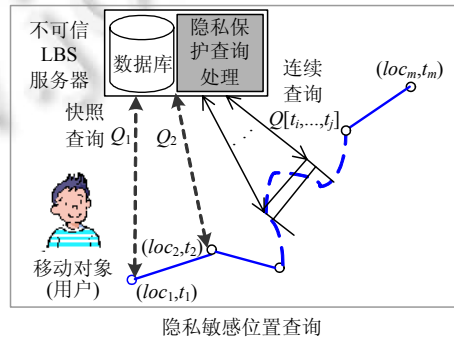 不可信
LBS
服务器
数据库
隐私保
护查询
处理
连续
查询
(loc_m,t_m)
Q[t_i,...,t_j]
快照
查询
Q_1
Q_2
(loc_2,t_2)
移动对象
(用户)
(loc_1,t_1)
隐私敏感位置查询